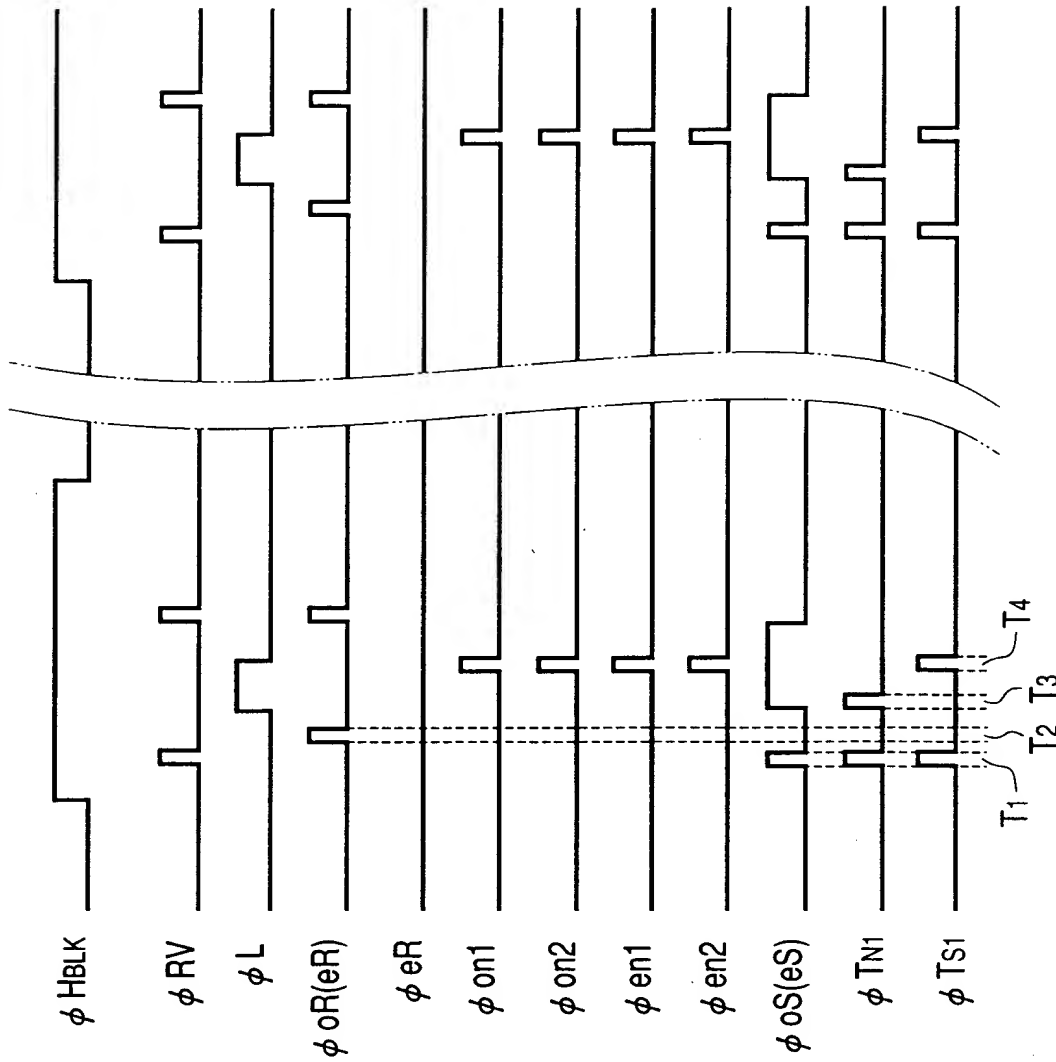 φ HBLK
φ RV
φ L
φ oR(eR)
φ eR
φ on1
φ on2
φ en1
φ en2
φ oS(eS)
φ TN1
φ TS1
T1
T2
T3
T4